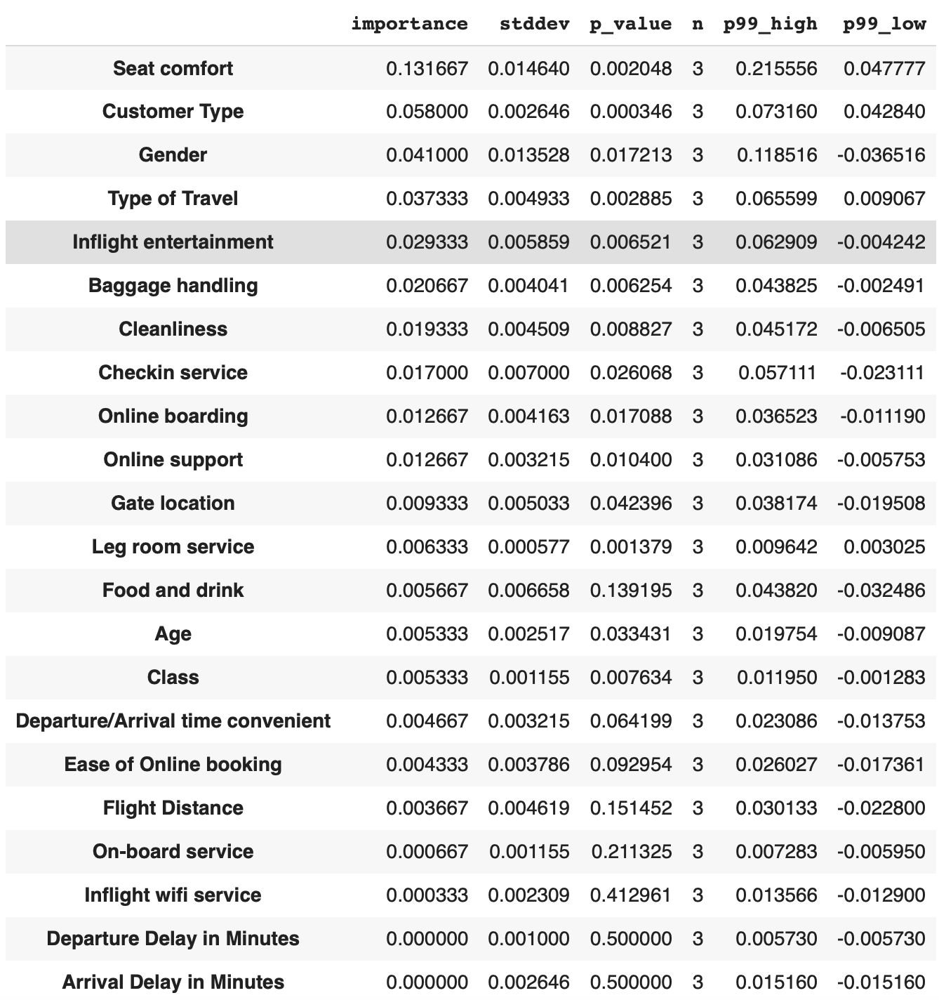 importance stddev p_value n p99_high p99_low
Seat comfort 0.131667 0.014640 0.002048 3 0.215556 0.047777
Customer Type 0.058000 0.002646 0.000346 3 0.073160 0.042840
Gender 0.041000 0.013528 0.017213 3 0.118516 -0.036516
Type of Travel 0.037333 0.004933 0.002885 3 0.065599 0.009067
Inflight entertainment 0.029333 0.005859 0.006521 3 0.062909 -0.004242
Baggage handling 0.020667 0.004041 0.006254 3 0.043825 -0.002491
Cleanliness 0.019333 0.004509 0.008827 3 0.045172 -0.006505
Checkin service 0.017000 0.007000 0.026068 3 0.057111 -0.023111
Online boarding 0.012667 0.004163 0.017088 3 0.036523 -0.011190
Online support 0.012667 0.003215 0.010400 3 0.031086 -0.005753
Gate location 0.009333 0.005033 0.042396 3 0.038174 -0.019508
Leg room service 0.006333 0.000577 0.001379 3 0.009642 0.003025
Food and drink 0.005667 0.006658 0.139195 3 0.043820 -0.032486
Age 0.005333 0.002517 0.033431 3 0.019754 -0.009087
Class 0.005333 0.001155 0.007634 3 0.011950 -0.001283
Departure/Arrival time convenient 0.004667 0.003215 0.064199 3 0.023086 -0.013753
Ease of Online booking 0.004333 0.003786 0.092954 3 0.026027 -0.017361
Flight Distance 0.003667 0.004619 0.151452 3 0.030133 -0.022800
On-board service 0.000667 0.001155 0.211325 3 0.007283 -0.005950
Inflight wifi service 0.000333 0.002309 0.412961 3 0.013566 -0.012900
Departure Delay in Minutes 0.000000 0.001000 0.500000 3 0.005730 -0.005730
Arrival Delay in Minutes 0.000000 0.002646 0.500000 3 0.015160 -0.015160